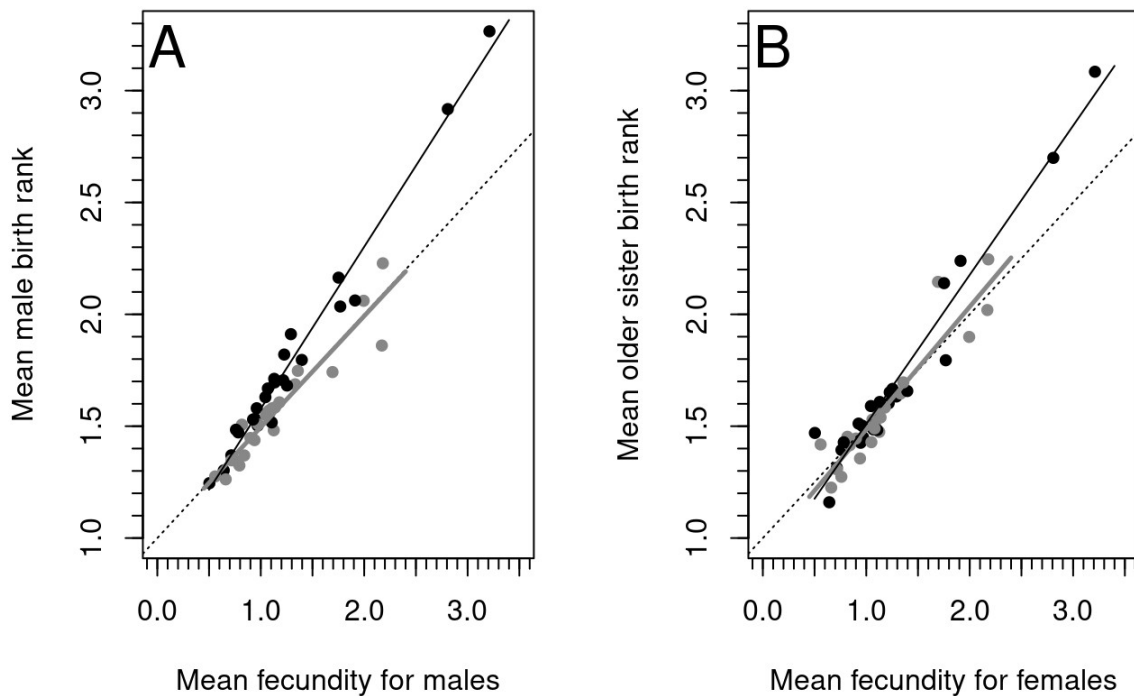 A
Mean male birth rank
3.0
2.5
2.0
1.5
1.0
0.0 1.0 2.0 3.0
Mean fecundity for males
B
Mean older sister birth rank
3.0
2.5
2.0
1.5
1.0
0.0 1.0 2.0 3.0
Mean fecundity for females